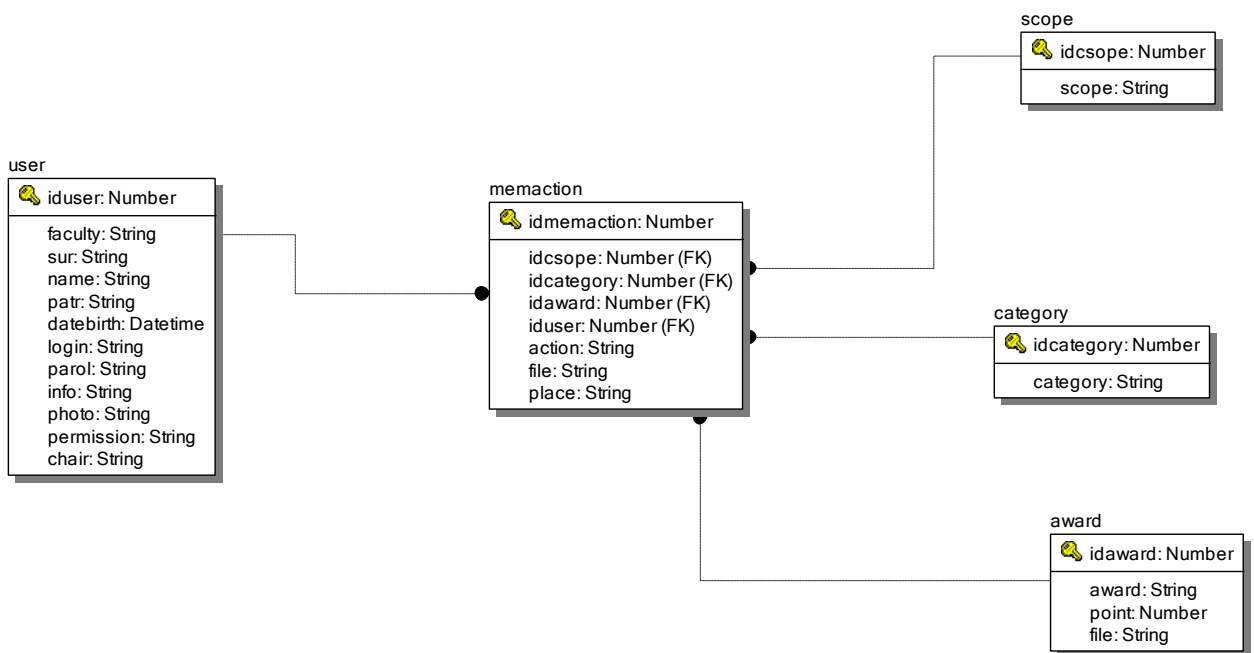 user
iduser: Number
faculty: String
sur: String
name: String
patr: String
datebirth: Datetime
login: String
parol: String
info: String
photo: String
permission: String
chair: String
memaction
idmemaction: Number
idcsope: Number (FK)
idcategory: Number (FK)
idaward: Number (FK)
iduser: Number (FK)
action: String
file: String
place: String
scope
idcsope: Number
scope: String
category
idcategory: Number
category: String
award
idaward: Number
award: String
point: Number
file: String